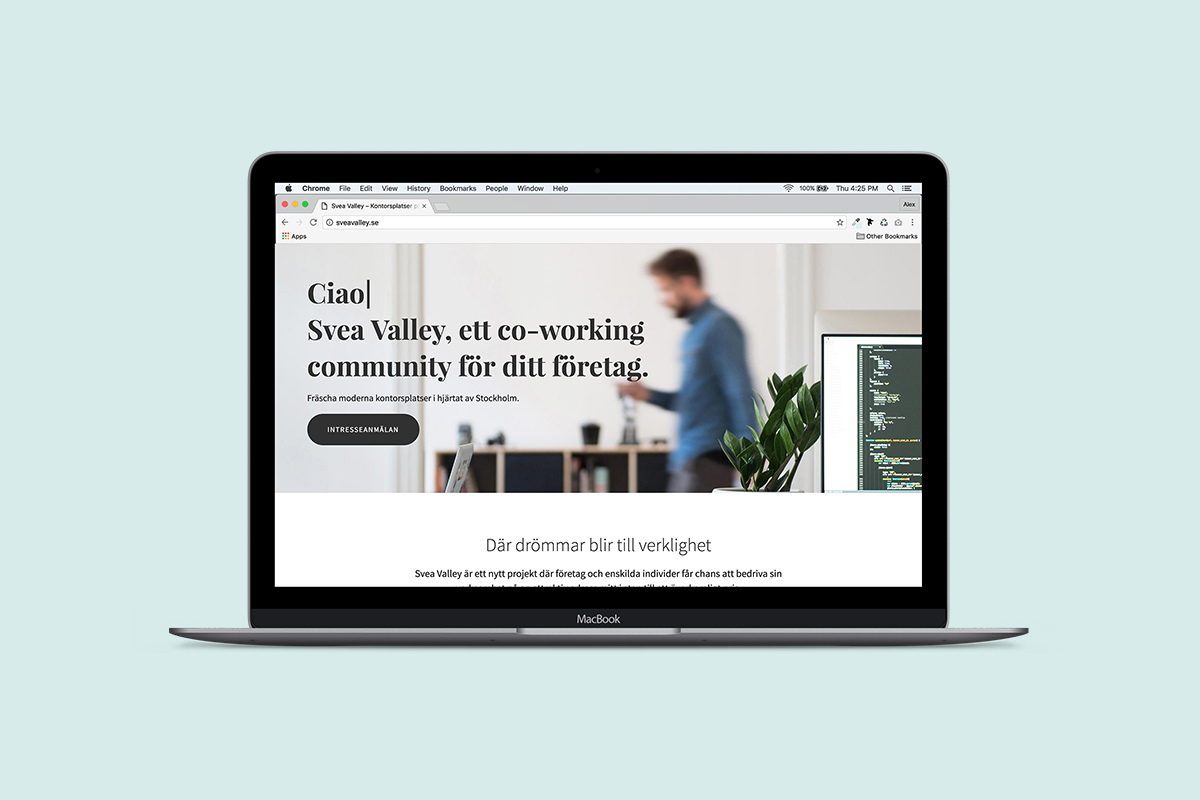 Chrome File Edit View History Bookmarks People Window Help 100% Thu 4:25 PM
Svea Valley – Kontorsplatser p Alex
sveavalley.se
Apps Other Bookmarks
Ciao|
Svea Valley, ett co-working
community för ditt företag.
Fräscha moderna kontorsplatser i hjärtat av Stockholm.
INTRESSEANMÄLAN
Där drömmar blir till verklighet
Svea Valley är ett nytt projekt där företag och enskilda individer får chans att bedriva sin
MacBook